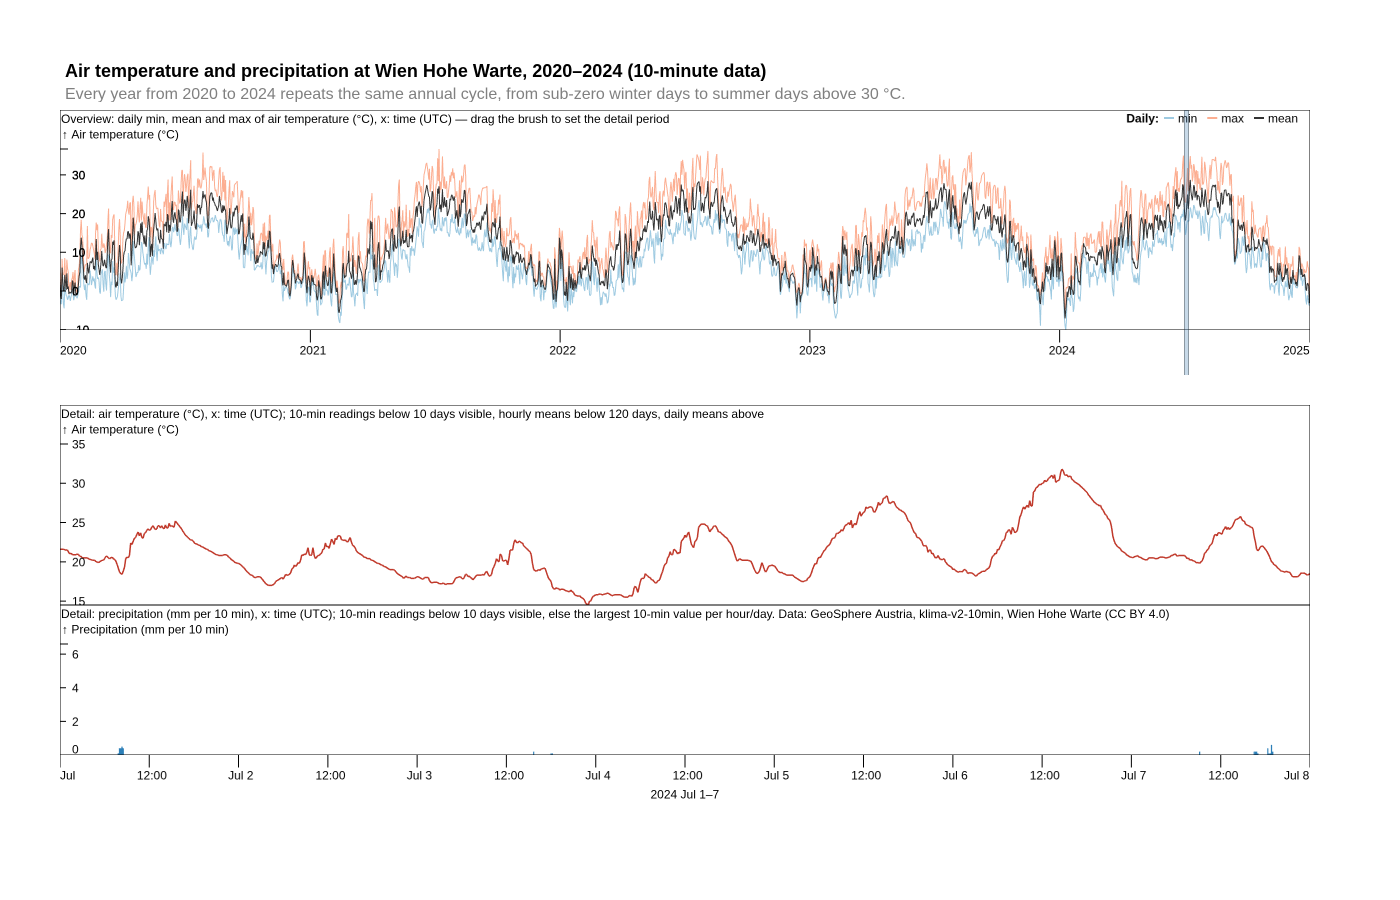 Air temperature and precipitation at Wien Hohe Warte, 2020–2024 (10-minute data)
Every year from 2020 to 2024 repeats the same annual cycle, from sub-zero winter days to summer days above 30 °C.
Overview: daily min, mean and max of air temperature (°C), x: time (UTC) — drag the brush to set the detail period
Daily: min max mean
↑ Air temperature (°C)
30
20
10
0
-10
2020 2021 2022 2023 2024 2025
Detail: air temperature (°C), x: time (UTC); 10-min readings below 10 days visible, hourly means below 120 days, daily means above
↑ Air temperature (°C)
35
30
25
20
15
Detail: precipitation (mm per 10 min), x: time (UTC); 10-min readings below 10 days visible, else the largest 10-min value per hour/day. Data: GeoSphere Austria, klima-v2-10min, Wien Hohe Warte (CC BY 4.0)
↑ Precipitation (mm per 10 min)
6
4
2
0
Jul 12:00 Jul 2 12:00 Jul 3 12:00 Jul 4 12:00 Jul 5 12:00 Jul 6 12:00 Jul 7 12:00 Jul 8
2024 Jul 1–7